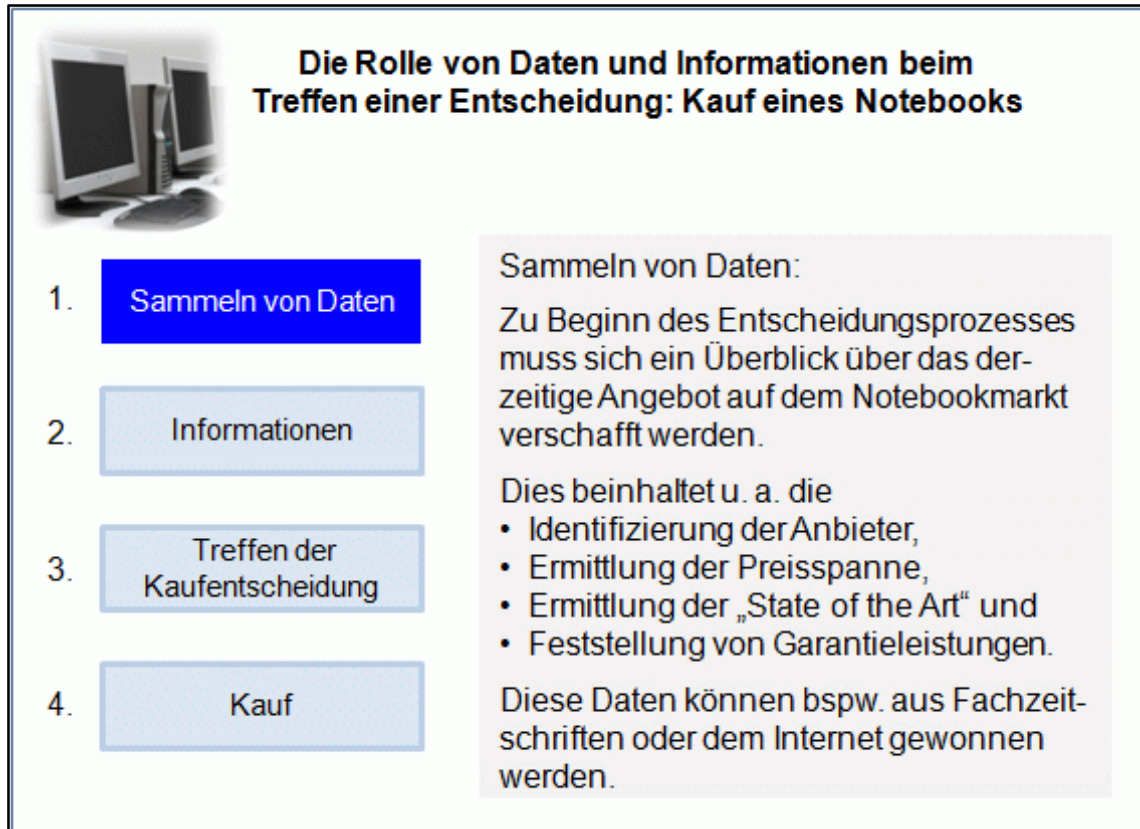 Die Rolle von Daten und Informationen beim
Treffen einer Entscheidung: Kauf eines Notebooks
1. Sammeln von Daten
2. Informationen
3. Treffen der
Kaufentscheidung
4. Kauf
Sammeln von Daten:
Zu Beginn des Entscheidungsprozesses
muss sich ein Überblick über das der-
zeitige Angebot auf dem Notebookmarkt
verschafft werden.
Dies beinhaltet u. a. die
• Identifizierung der Anbieter,
• Ermittlung der Preisspanne,
• Ermittlung der „State of the Art“ und
• Feststellung von Garantieleistungen.
Diese Daten können bspw. aus Fachzeit-
schriften oder dem Internet gewonnen
werden.